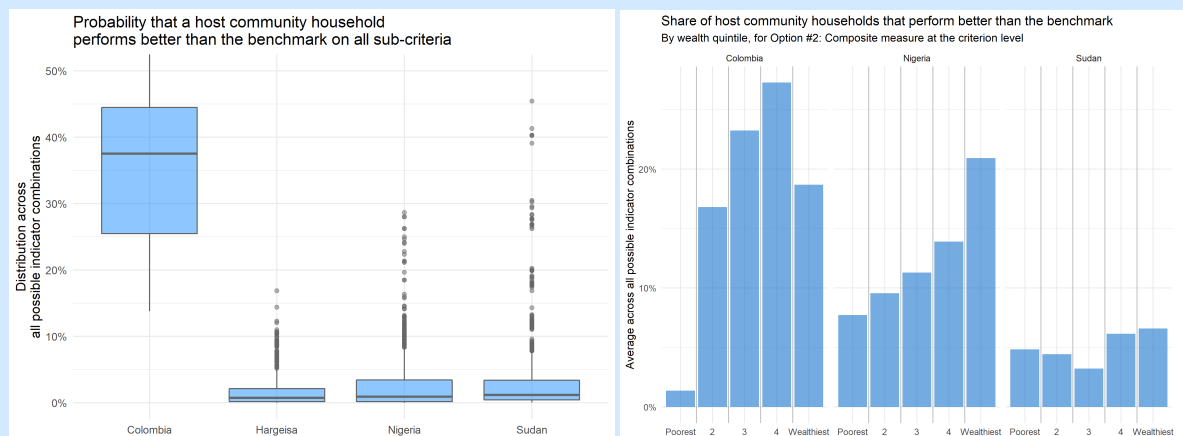 Probability that a host community household
performs better than the benchmark on all sub-criteria
Distribution across
all possible indicator combinations
50%
40%
30%
20%
10%
0%
Colombia Hargeisa Nigeria Sudan
Share of host community households that perform better than the benchmark
By wealth quintile, for Option #2: Composite measure at the criterion level
Colombia Nigeria Sudan
Average across all possible indicator combinations
20%
10%
0%
Poorest 2 3 4 Wealthiest Poorest 2 3 4 Wealthiest Poorest 2 3 4 Wealthiest